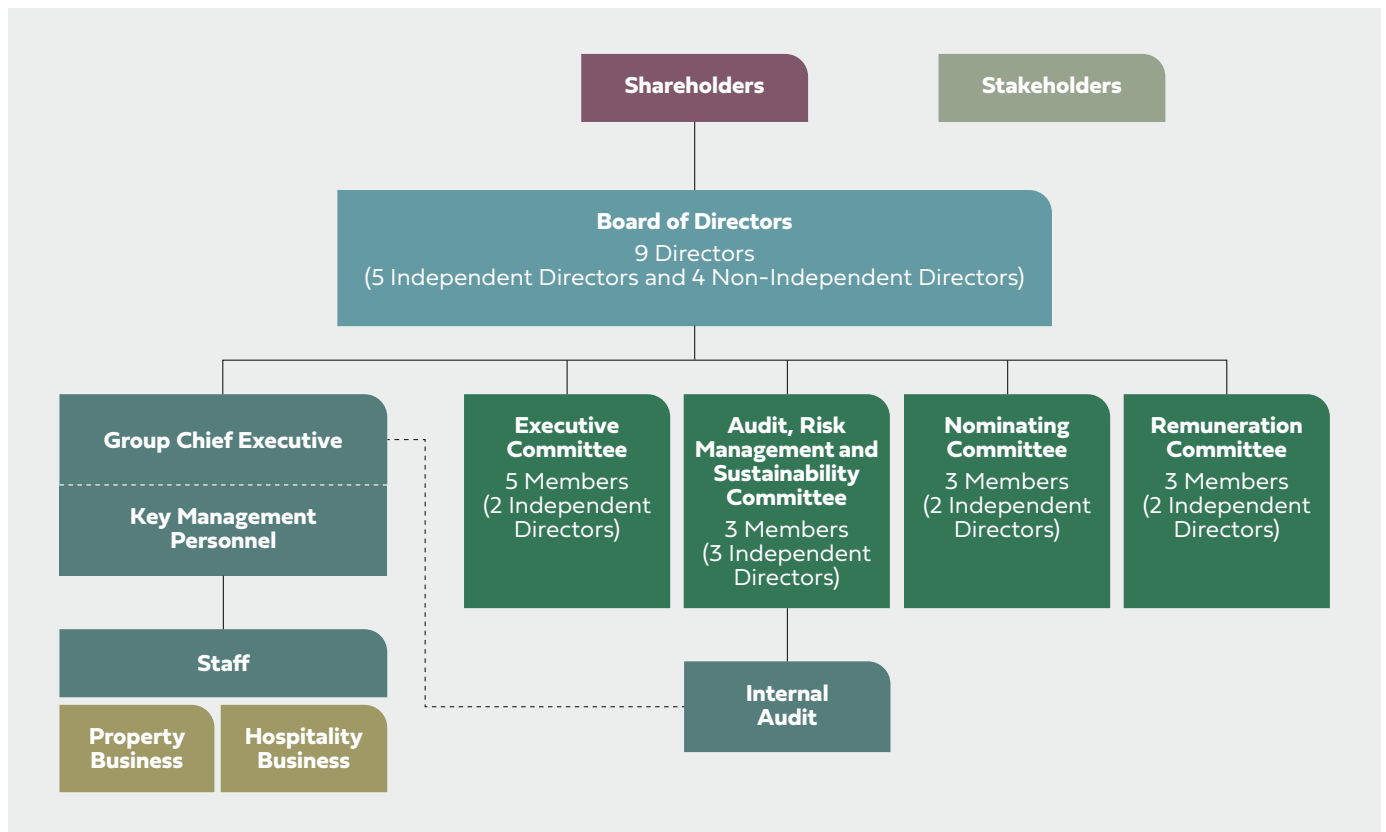 Shareholders
Stakeholders
Board of Directors
9 Directors
(5 Independent Directors and 4 Non-Independent Directors)
Group Chief Executive
Key Management
Personnel
Executive
Committee
5 Members
(2 Independent
Directors)
Audit, Risk
Management and
Sustainability
Committee
3 Members
(3 Independent
Directors)
Nominating
Committee
3 Members
(2 Independent
Directors)
Remuneration
Committee
3 Members
(2 Independent
Directors)
Staff
Property
Business
Hospitality
Business
Internal
Audit